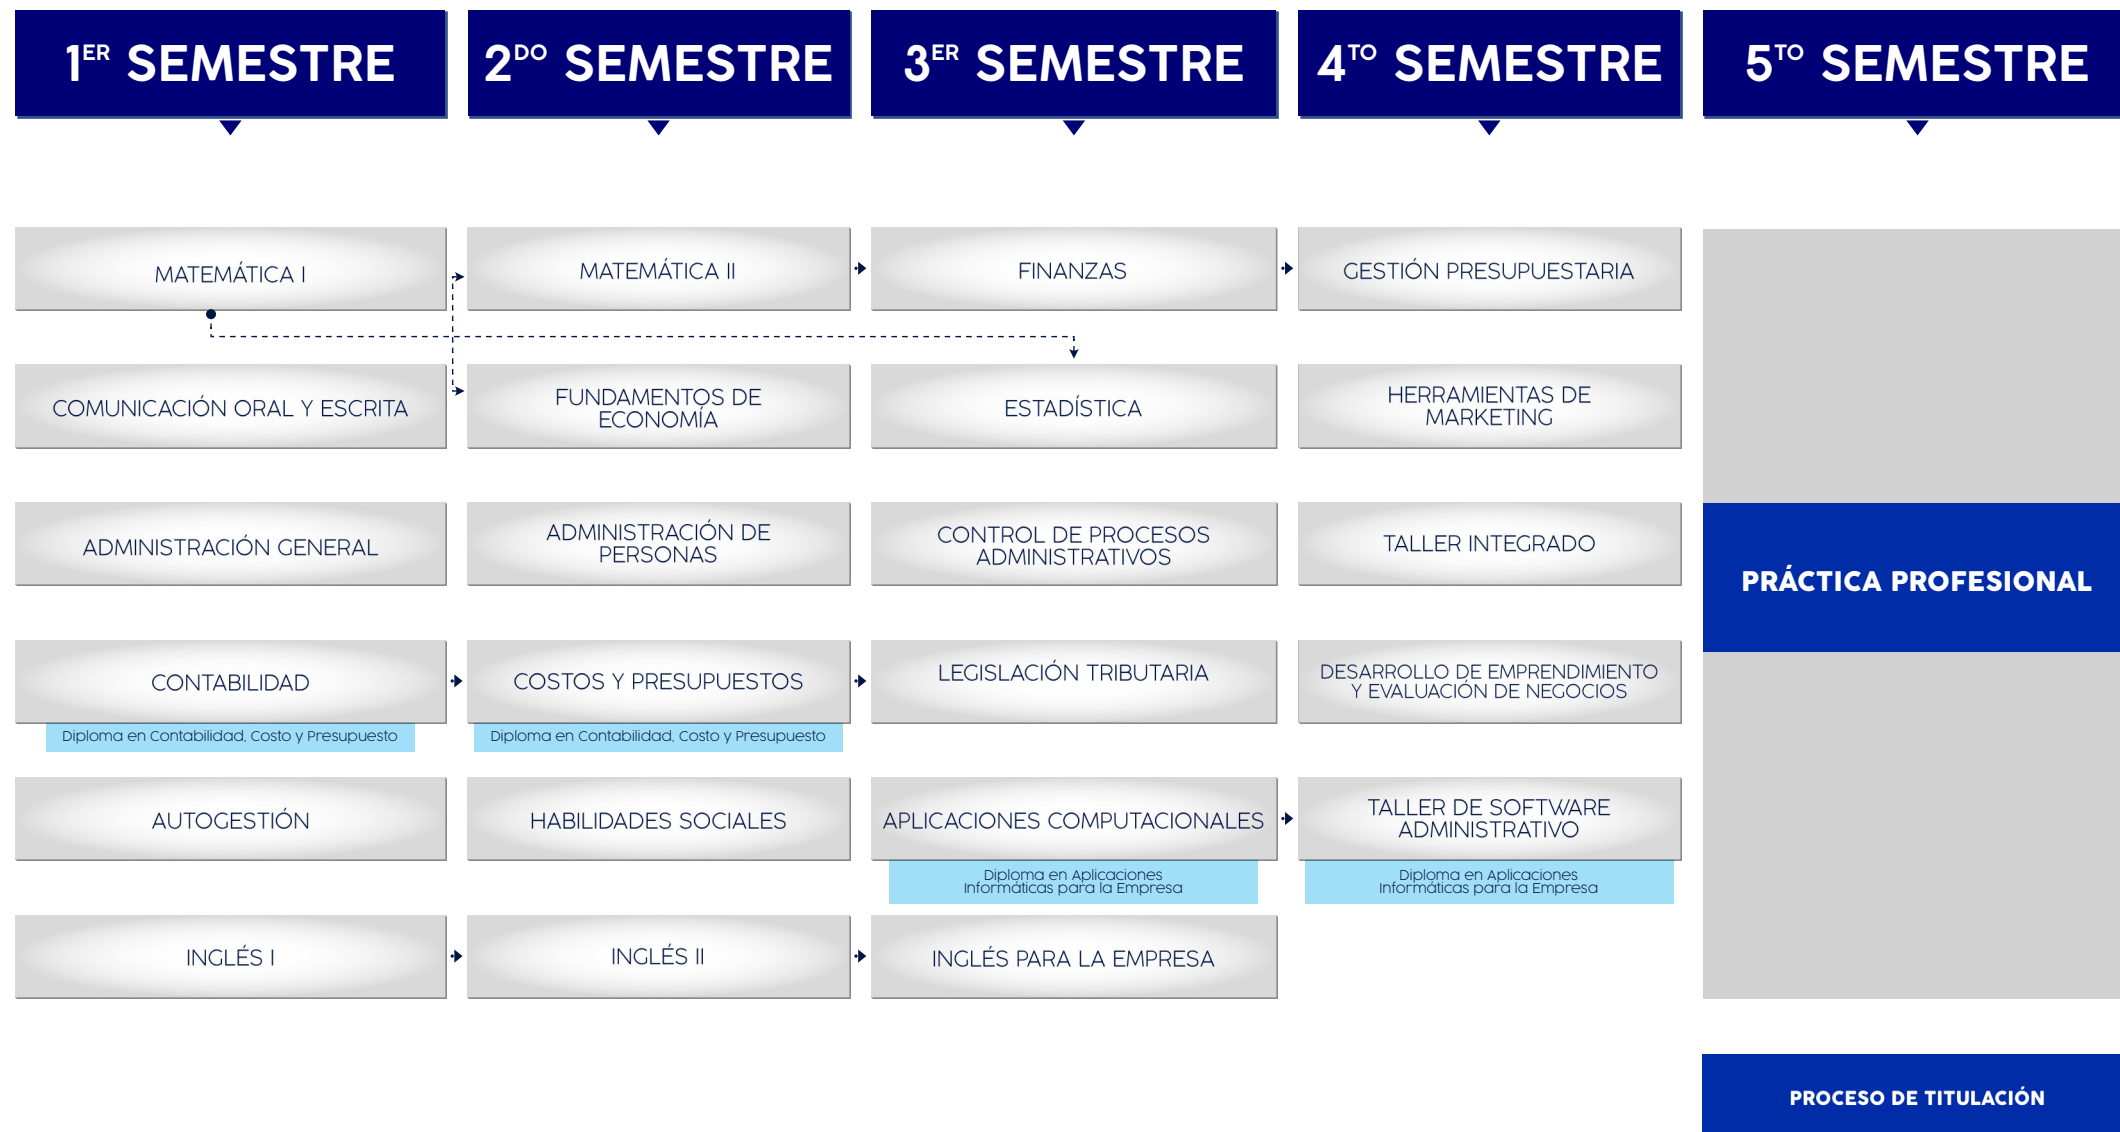 1ER SEMESTRE
2DO SEMESTRE
3ER SEMESTRE
4TO SEMESTRE
5TO SEMESTRE
MATEMÁTICA I
MATEMÁTICA II
FINANZAS
GESTIÓN PRESUPUESTARIA
COMUNICACIÓN ORAL Y ESCRITA
FUNDAMENTOS DE
ECONOMÍA
ESTADÍSTICA
HERRAMIENTAS DE
MARKETING
ADMINISTRACIÓN GENERAL
ADMINISTRACIÓN DE
PERSONAS
CONTROL DE PROCESOS
ADMINISTRATIVOS
TALLER INTEGRADO
PRÁCTICA PROFESIONAL
CONTABILIDAD
Diploma en Contabilidad, Costo y Presupuesto
COSTOS Y PRESUPUESTOS
Diploma en Contabilidad, Costo y Presupuesto
LEGISLACIÓN TRIBUTARIA
DESARROLLO DE EMPRENDIMIENTO
Y EVALUACIÓN DE NEGOCIOS
AUTOGESTIÓN
HABILIDADES SOCIALES
APLICACIONES COMPUTACIONALES
Diploma en Aplicaciones
Informáticas para la Empresa
TALLER DE SOFTWARE
ADMINISTRATIVO
Diploma en Aplicaciones
Informáticas para la Empresa
INGLÉS I
INGLÉS II
INGLÉS PARA LA EMPRESA
PROCESO DE TITULACIÓN